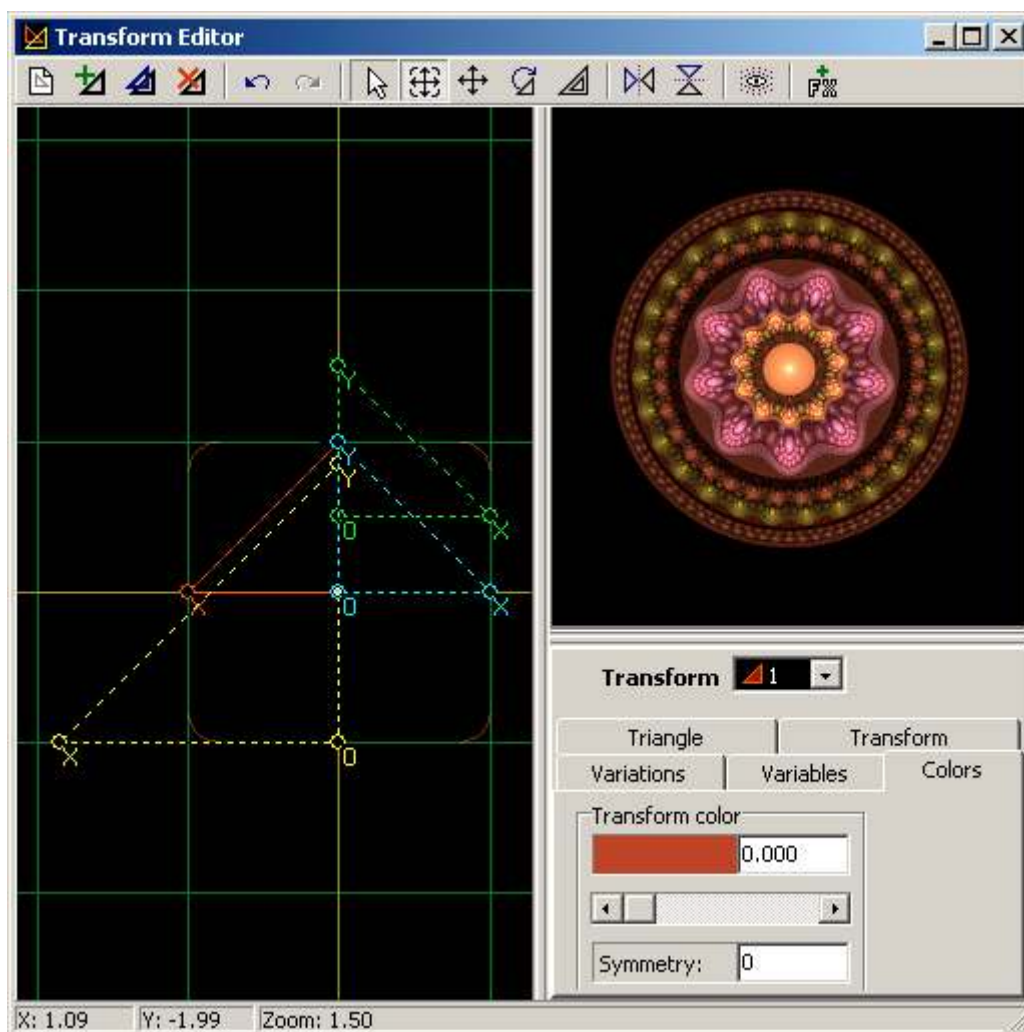 Transform Editor
FX
Y
Y
Y
O
X
X
O
X
X
O
Transform 1
Triangle Transform
Variations Variables Colors
Transform color
0.000
Symmetry: 0
X: 1.09 Y: -1.99 Zoom: 1.50